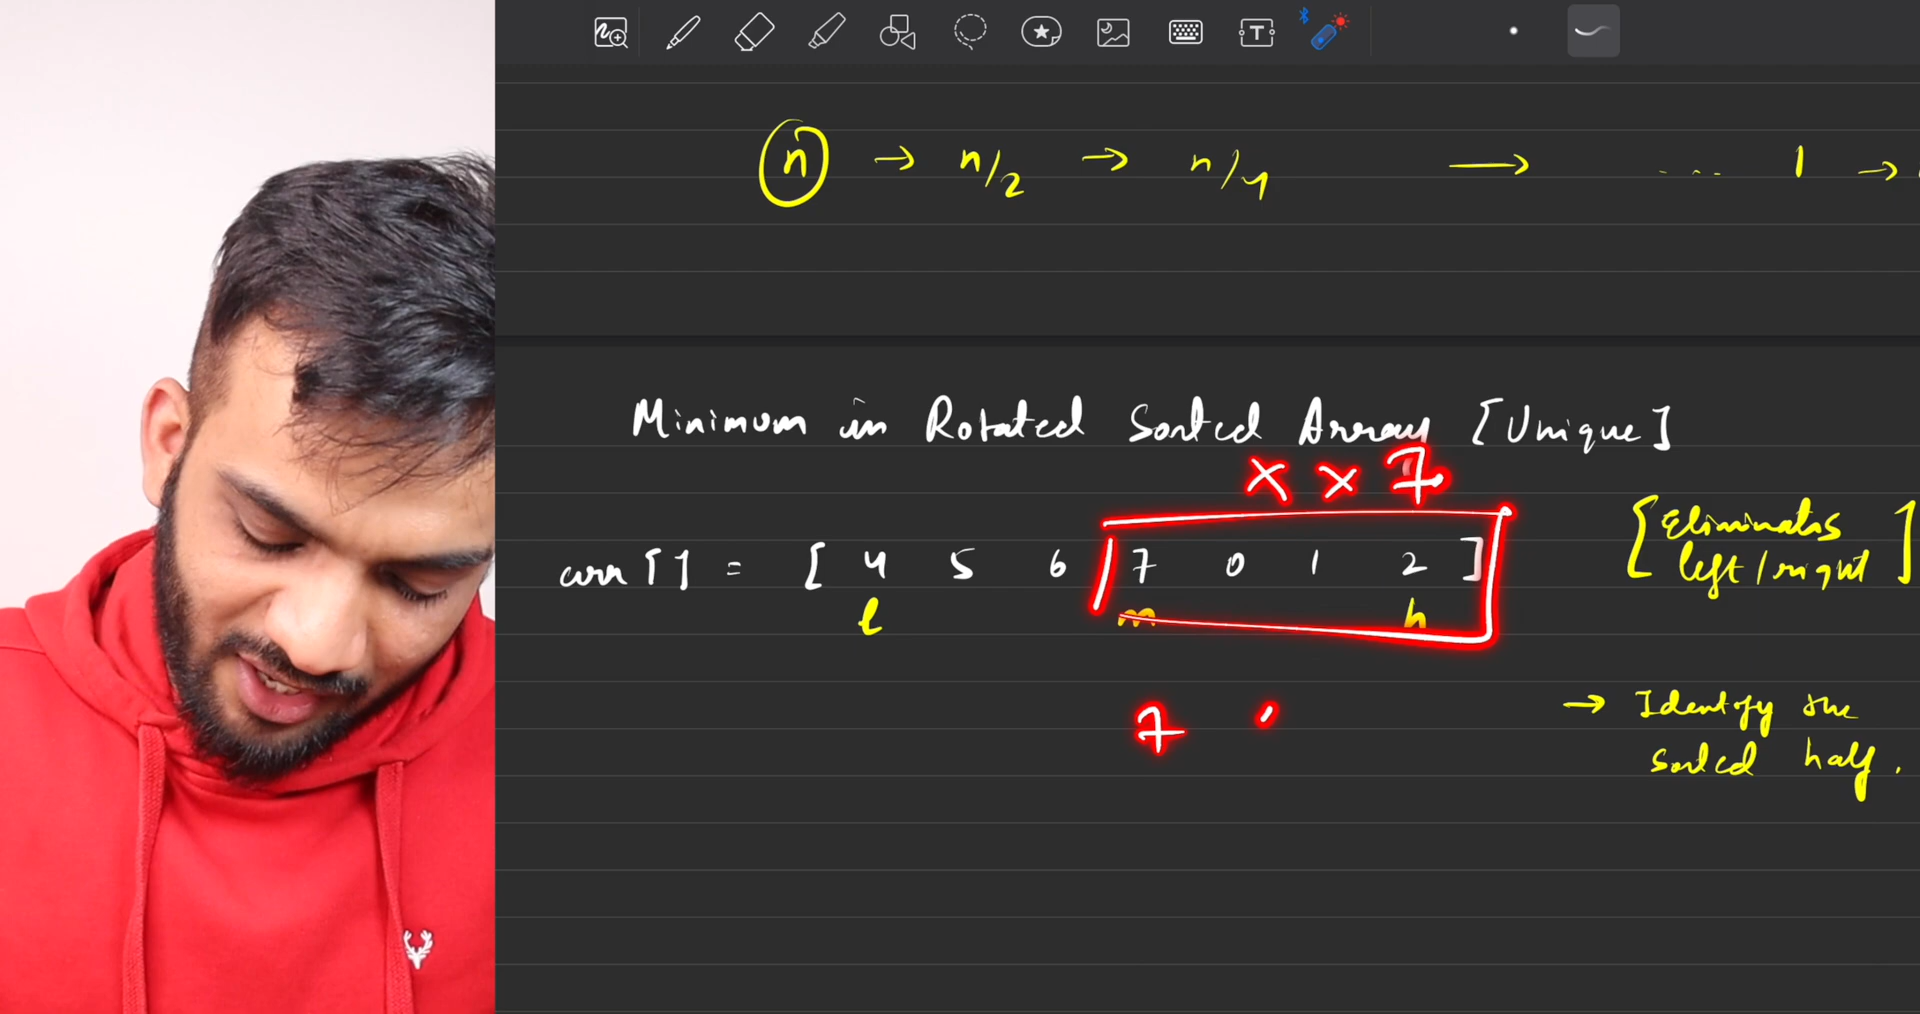 n → n/2 → n/4 → ... 1 →
Minimum in Rotated Sorted Array [Unique]
x x 7
arr[] = [ 4 5 6 7 0 1 2 ]
l m h
[Eliminates
left/right]
7
→ Identify the
sorted half.